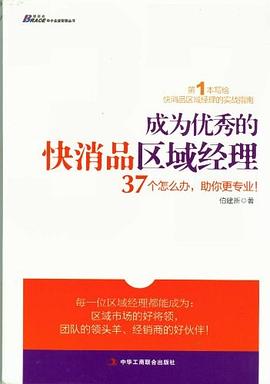 BRACE
第1本写给
快消品区域经理的实战指南
成为优秀的
快消品区域经理
37个怎么办，助你更专业！
伯建新◎著
每一位区域经理都能成为：
区域市场的好将领，
团队的领头羊、经销商的好伙伴！
中华工商联合出版社